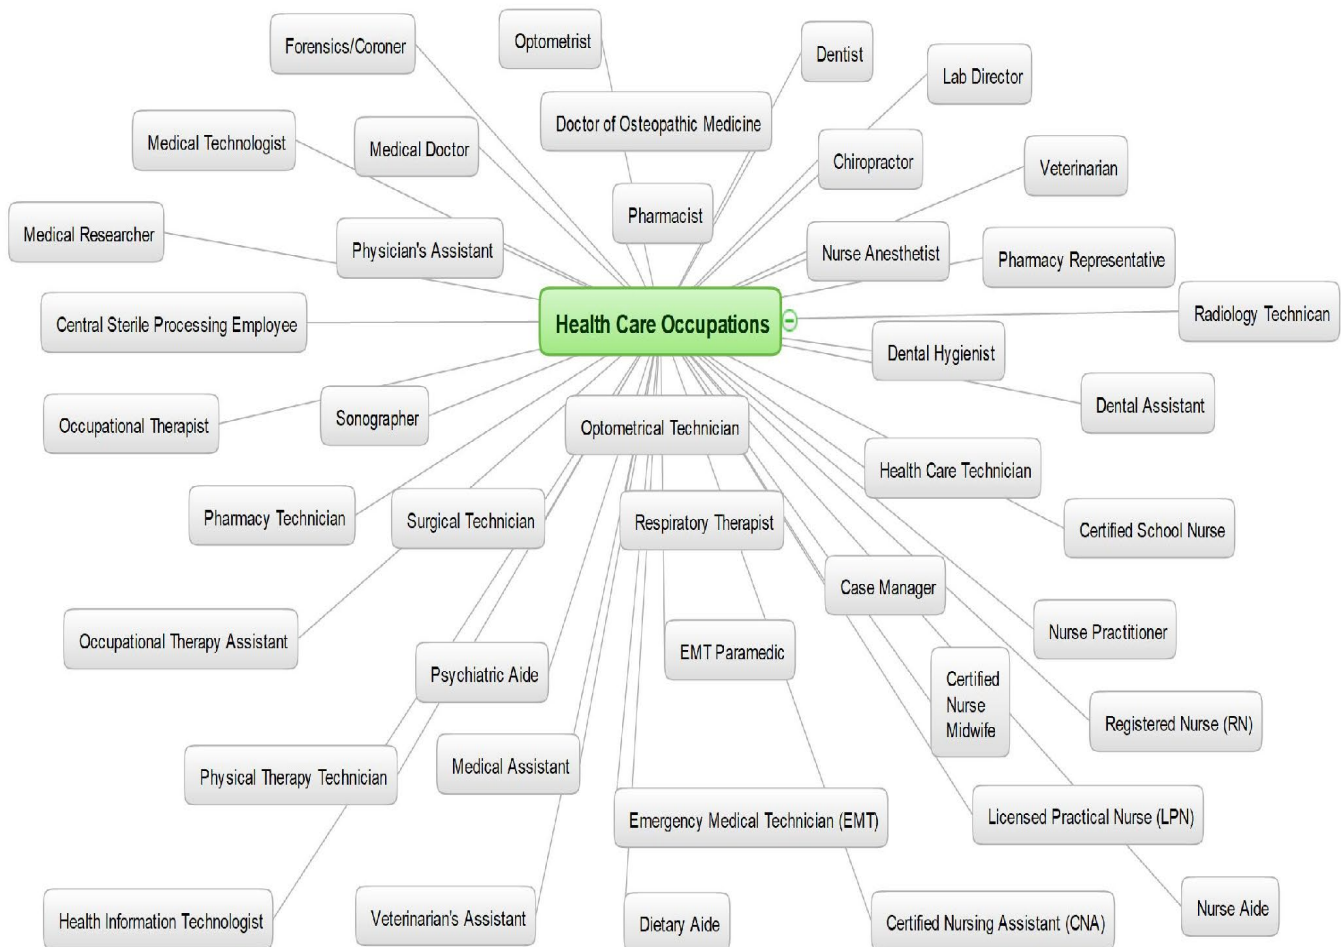 Forensics/Coroner
Optometrist
Dentist
Lab Director
Medical Technologist
Medical Doctor
Doctor of Osteopathic Medicine
Chiropractor
Veterinarian
Medical Researcher
Physician's Assistant
Pharmacist
Nurse Anesthetist
Pharmacy Representative
Central Sterile Processing Employee
Health Care Occupations
Radiology Technican
Dental Hygienist
Dental Assistant
Occupational Therapist
Sonographer
Optometrical Technician
Health Care Technician
Pharmacy Technician
Surgical Technician
Respiratory Therapist
Certified School Nurse
Case Manager
Occupational Therapy Assistant
Psychiatric Aide
EMT Paramedic
Nurse Practitioner
Certified
Nurse
Midwife
Registered Nurse (RN)
Physical Therapy Technician
Medical Assistant
Emergency Medical Technician (EMT)
Licensed Practical Nurse (LPN)
Health Information Technologist
Veterinarian's Assistant
Dietary Aide
Certified Nursing Assistant (CNA)
Nurse Aide